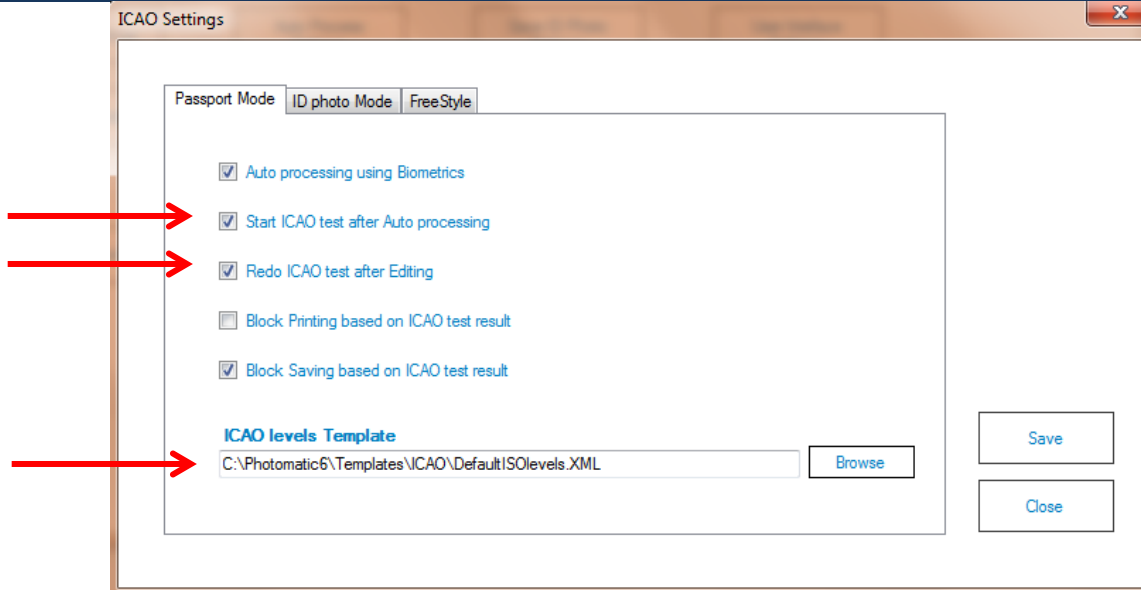 ICAO Settings
Passport Mode ID photo Mode FreeStyle
Auto processing using Biometrics
Start ICAO test after Auto processing
Redo ICAO test after Editing
Block Printing based on ICAO test result
Block Saving based on ICAO test result
ICAO levels Template
C:\Photomatic6\Templates\ICAO\DefaultISOlevels.XML
Browse
Save
Close